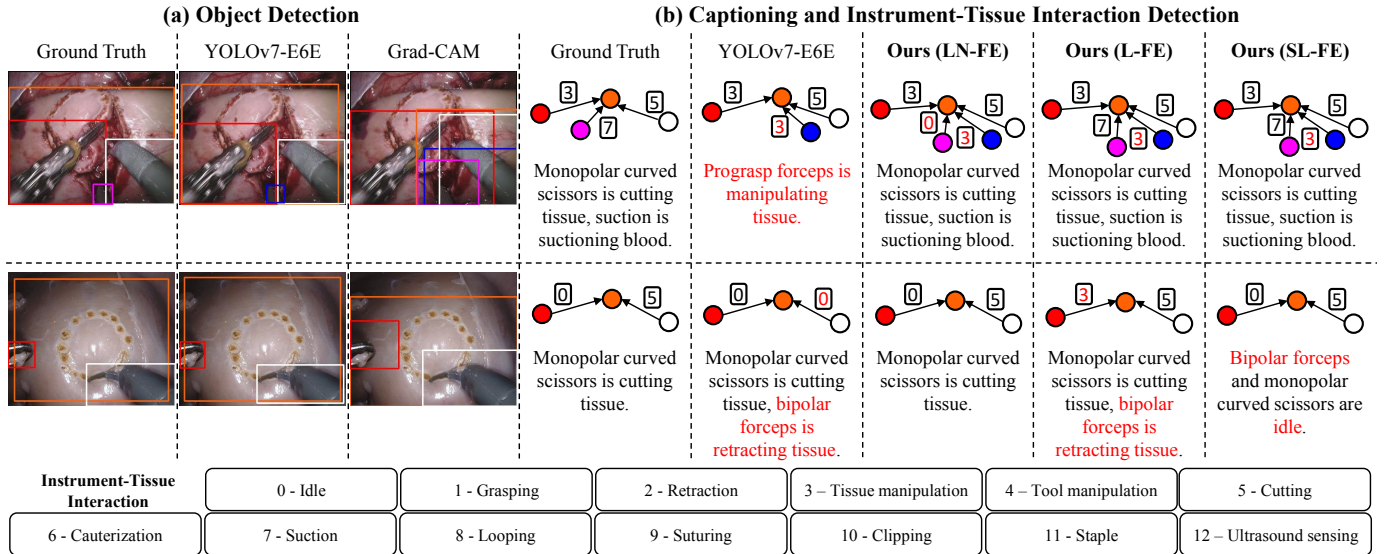 (a) Object Detection
(b) Captioning and Instrument-Tissue Interaction Detection
Ground Truth
YOLOv7-E6E
Grad-CAM
Ground Truth
YOLOv7-E6E
Ours (LN-FE)
Ours (L-FE)
Ours (SL-FE)
3
5
7
3
5
3
3
5
0
3
3
5
7
3
3
5
7
3
Monopolar curved
scissors is cutting
tissue, suction is
suctioning blood.
Prograsp forceps is
manipulating
tissue.
Monopolar curved
scissors is cutting
tissue, suction is
suctioning blood.
Monopolar curved
scissors is cutting
tissue, suction is
suctioning blood.
Monopolar curved
scissors is cutting
tissue, suction is
suctioning blood.
0
5
0
0
0
5
3
5
0
5
Monopolar curved
scissors is cutting
tissue.
Monopolar curved
scissors is cutting
tissue, bipolar
forceps is
retracting tissue.
Monopolar curved
scissors is cutting
tissue.
Monopolar curved
scissors is cutting
tissue, bipolar
forceps is
retracting tissue.
Bipolar forceps
and monopolar
curved scissors are
idle.
Instrument-Tissue
Interaction
0 - Idle
1 - Grasping
2 - Retraction
3 – Tissue manipulation
4 – Tool manipulation
5 - Cutting
6 - Cauterization
7 - Suction
8 - Looping
9 - Suturing
10 - Clipping
11 - Staple
12 – Ultrasound sensing